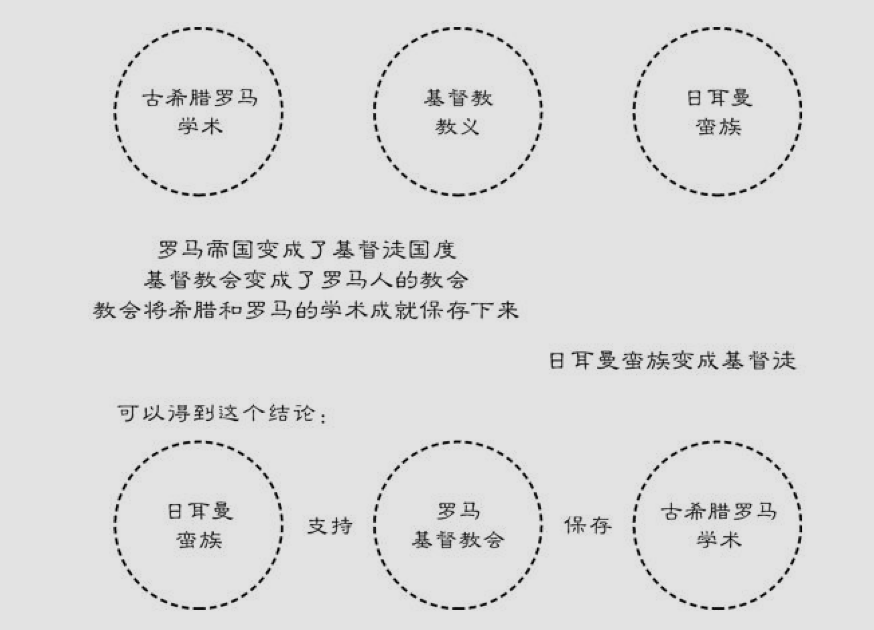 古希腊罗马
学术
基督教
教义
日耳曼
蛮族
罗马帝国变成了基督徒国度
基督教会变成了罗马人的教会
教会将希腊和罗马的学术成就保存下来
日耳曼蛮族变成基督徒
可以得到这个结论：
日耳曼
蛮族
支持
罗马
基督教会
保存
古希腊罗马
学术